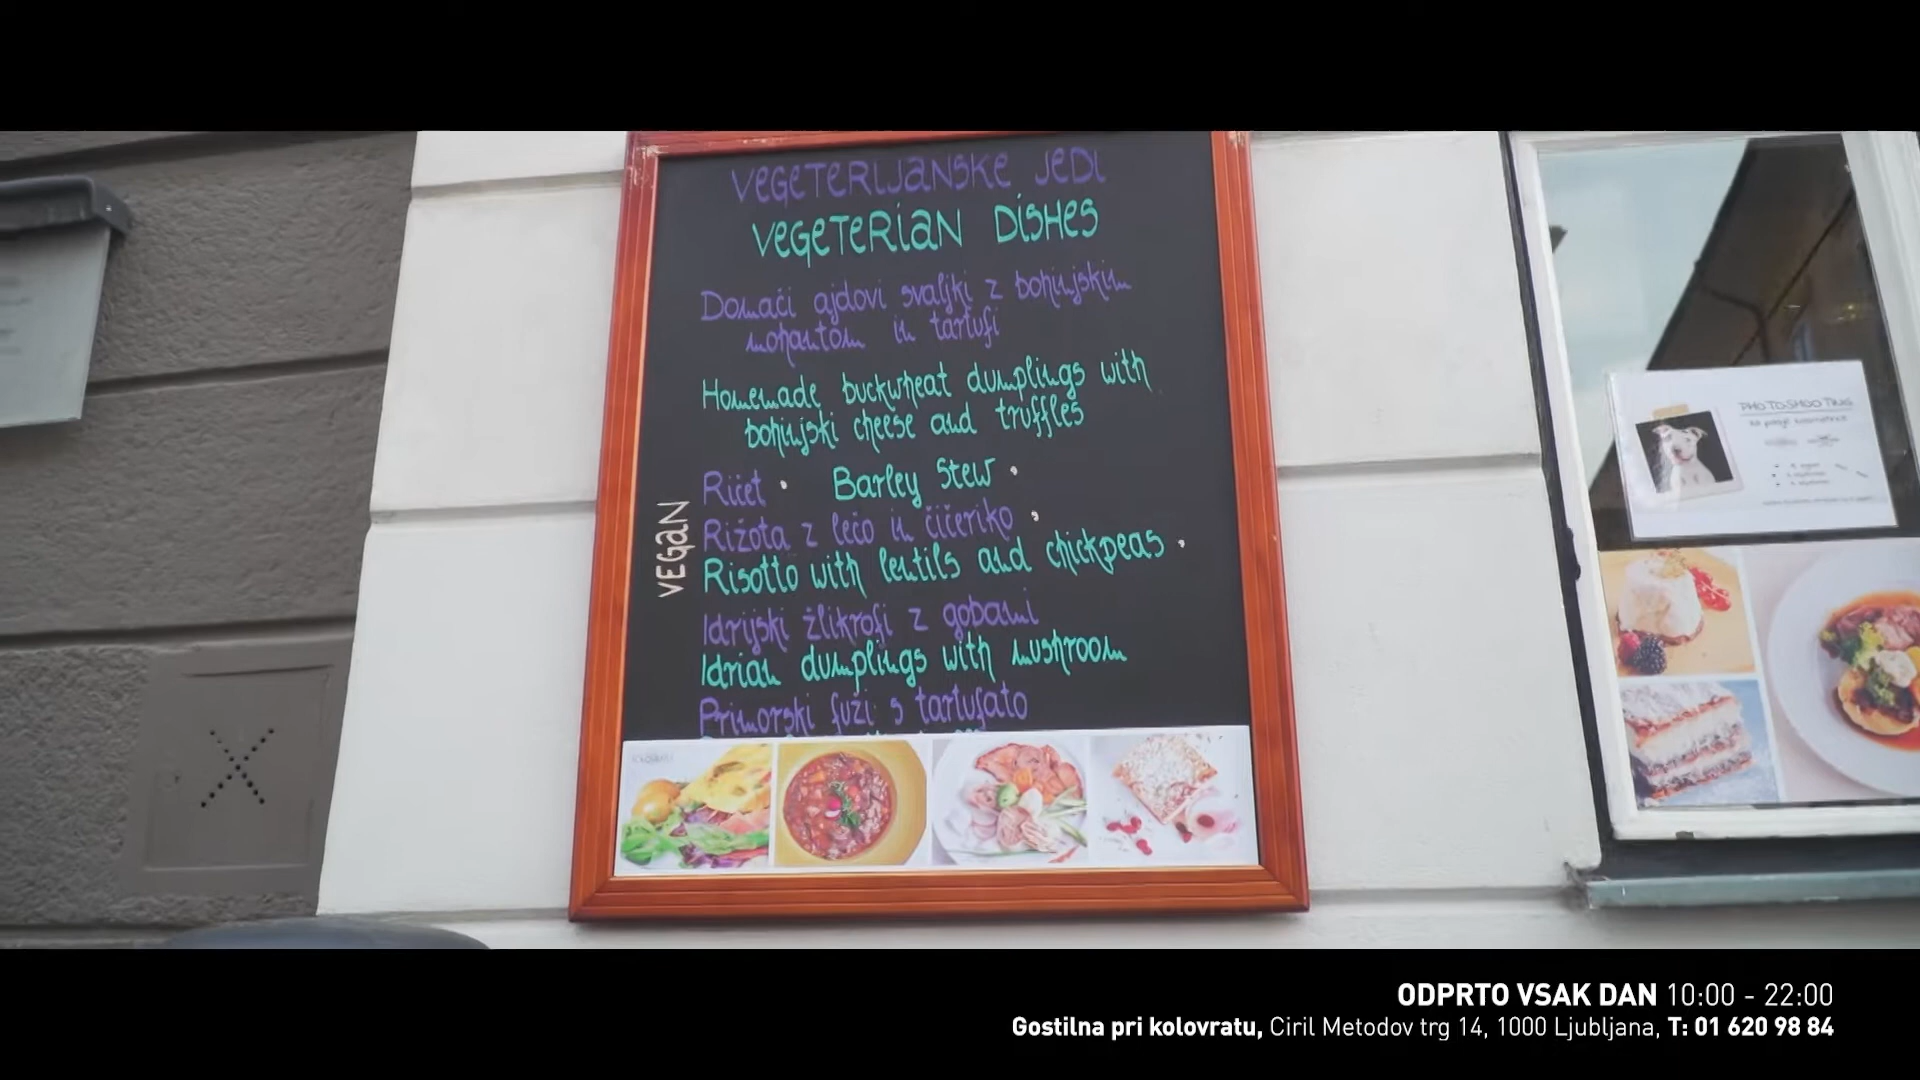 VEGETERIJANSKE JEDI
VEGETERIAN DISHES
Domači ajdovi svaljki z bohinjskim
mohantom in tartufi
Homemade buckwheat dumplings with
bohinjski cheese and truffles
VEGAN
Ričet Barley Stew
Rižota z lečo in čičeriko
Risotto with lentils and chickpeas
Idrijski žlikrofi z gobami
Idrian dumplings with mushroom
Primorski fuži s tartufato
ODPRTO VSAK DAN 10:00 - 22:00
Gostilna pri kolovratu, Ciril Metodov trg 14, 1000 Ljubljana, T: 01 620 98 84